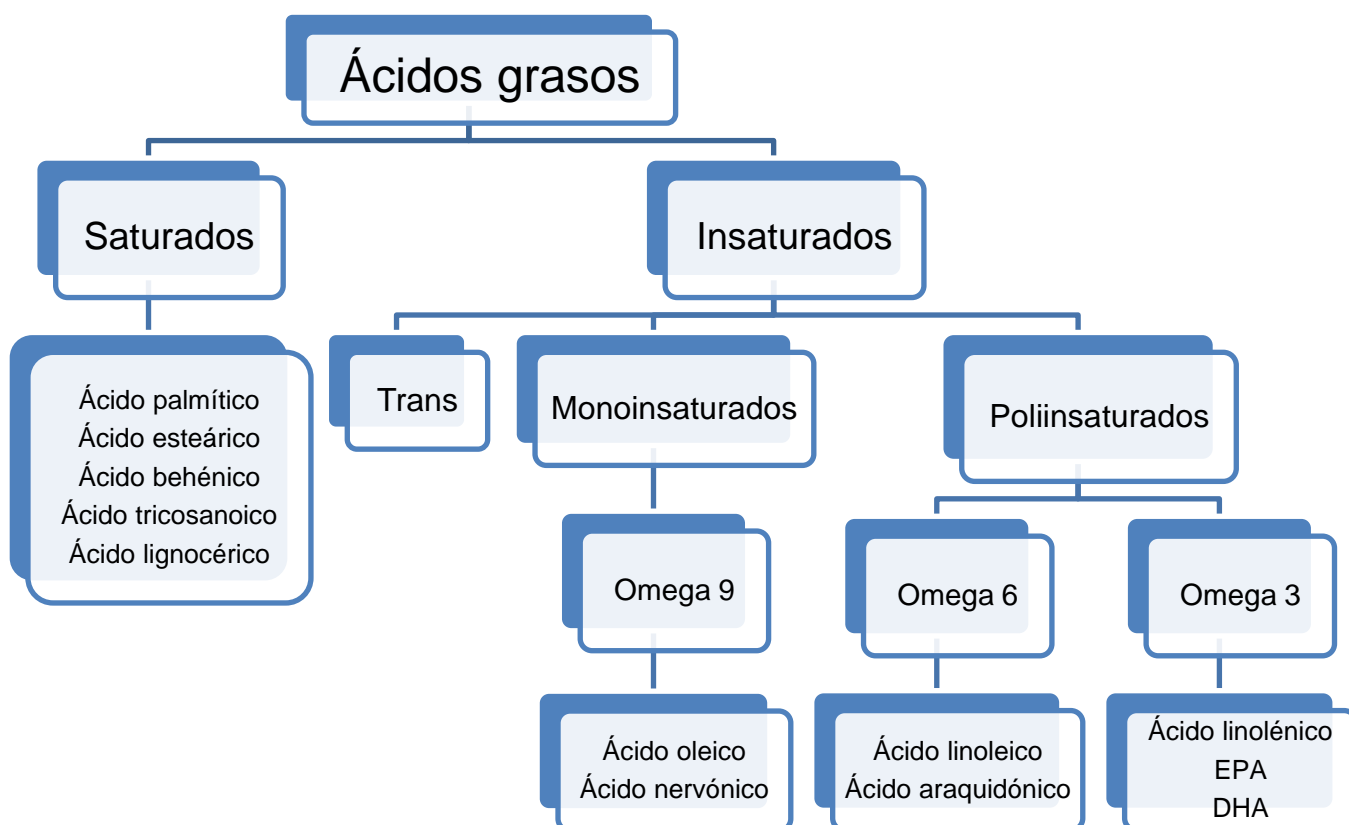 Ácidos grasos
Saturados
Insaturados
Ácido palmítico
Ácido esteárico
Ácido behénico
Ácido tricosanoico
Ácido lignocérico
Trans
Monoinsaturados
Poliinsaturados
Omega 9
Omega 6
Omega 3
Ácido oleico
Ácido nervónico
Ácido linoleico
Ácido araquidónico
Ácido linolénico
EPA
DHA